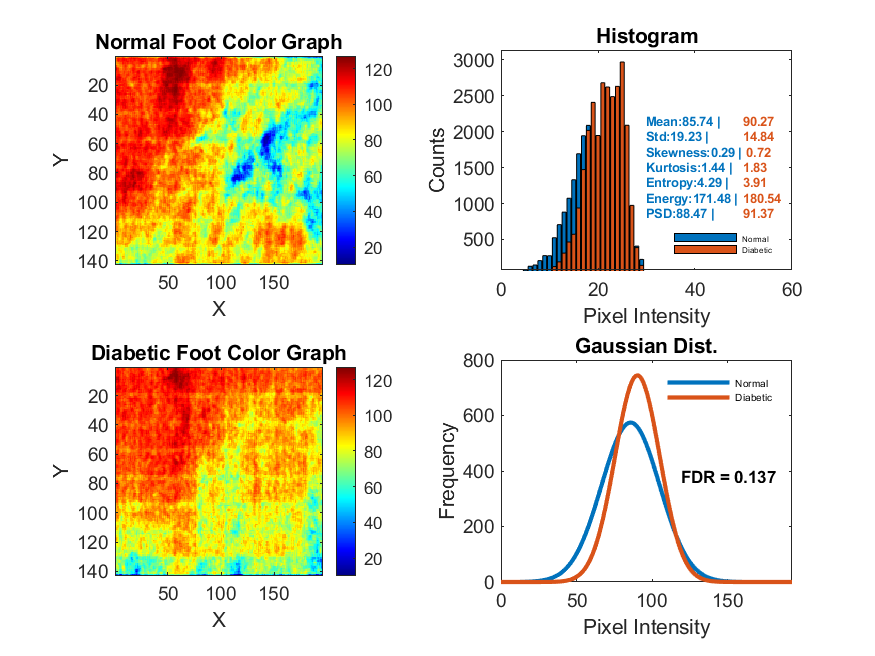 Normal Foot Color Graph
20
40
60
80
100
120
140
Y
50
100
150
X
120
100
80
60
40
20
Histogram
3000
2500
2000
1500
1000
500
Counts
Mean:85.74 | 90.27
Std:19.23 | 14.84
Skewness:0.29 | 0.72
Kurtosis:1.44 | 1.83
Entropy:4.29 | 3.91
Energy:171.48 | 180.54
PSD:88.47 | 91.37
Normal
Diabetic
0
20
40
60
Pixel Intensity
Diabetic Foot Color Graph
20
40
60
80
100
120
140
Y
50
100
150
X
120
100
80
60
40
20
Gaussian Dist.
800
600
400
200
0
Frequency
Normal
Diabetic
FDR = 0.137
0
50
100
150
Pixel Intensity